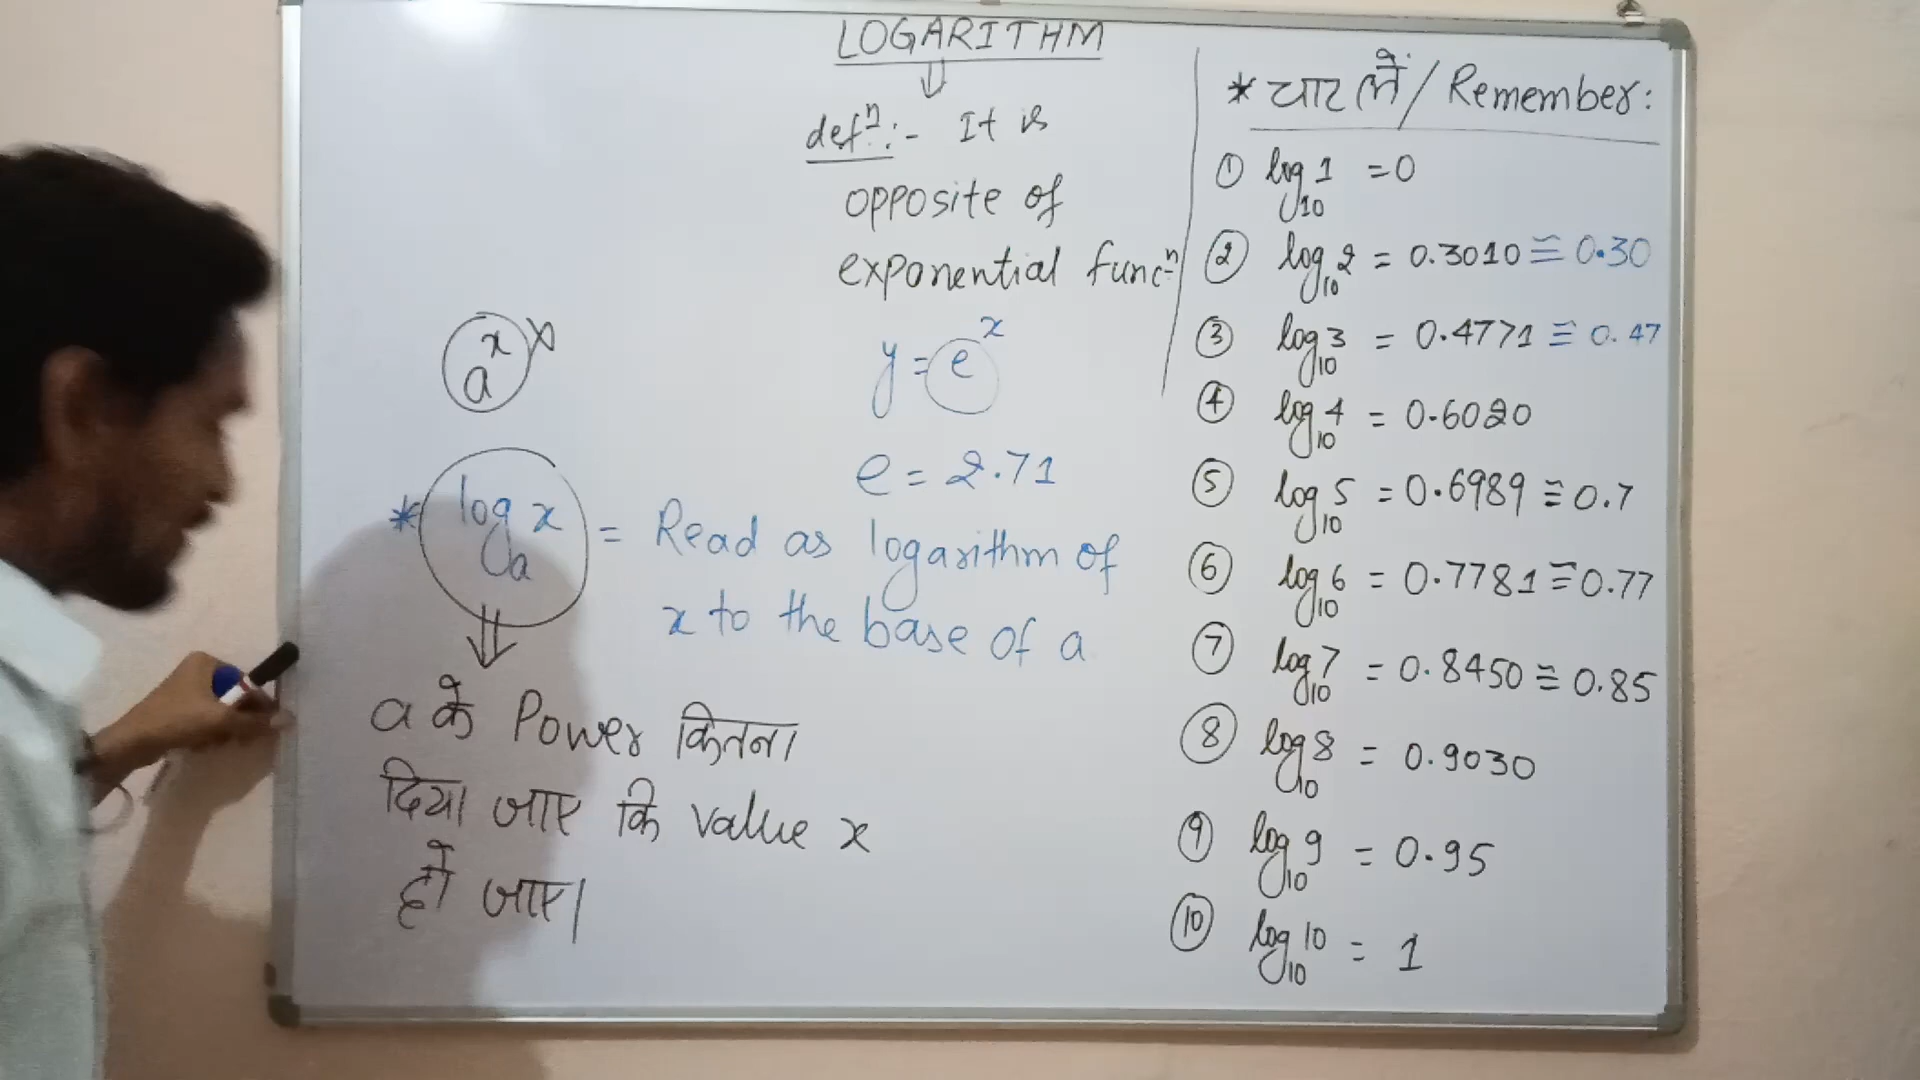 LOGARITHM
⇓
defⁿ:- It is
opposite of
exponential funcⁿ
y = eˣ
e = 2.71
aˣ
* logₐ x = Read as logarithm of
x to the base of a
⇓
a के Power कितना
दिया जाए कि value x
हो जाए।
* याद लें / Remember:
① log₁₀ 1 = 0
② log₁₀ 2 = 0.3010 ≅ 0.30
③ log₁₀ 3 = 0.4771 ≅ 0.47
④ log₁₀ 4 = 0.6020
⑤ log₁₀ 5 = 0.6989 ≅ 0.7
⑥ log₁₀ 6 = 0.7781 ≅ 0.77
⑦ log₁₀ 7 = 0.8450 ≅ 0.85
⑧ log₁₀ 8 = 0.9030
⑨ log₁₀ 9 = 0.95
⑩ log₁₀ 10 = 1